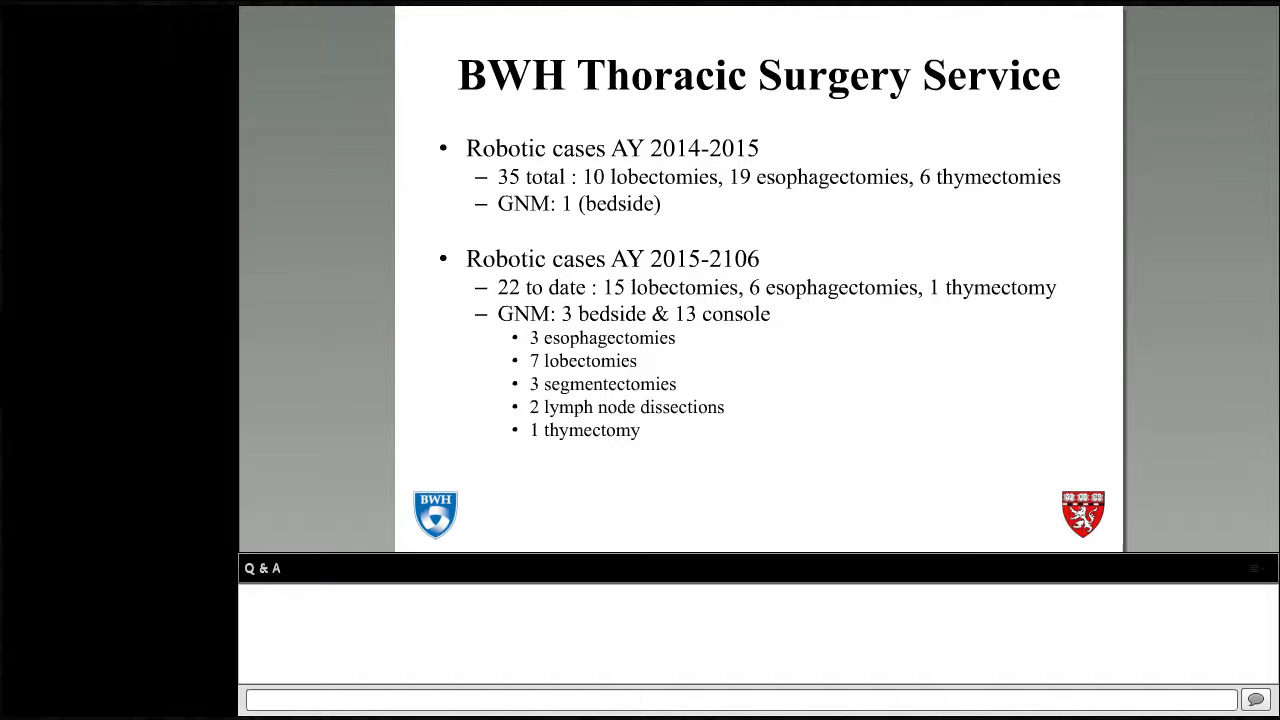 BWH Thoracic Surgery Service
• Robotic cases AY 2014-2015
– 35 total : 10 lobectomies, 19 esophagectomies, 6 thymectomies
– GNM: 1 (bedside)
• Robotic cases AY 2015-2106
– 22 to date : 15 lobectomies, 6 esophagectomies, 1 thymectomy
– GNM: 3 bedside & 13 console
• 3 esophagectomies
• 7 lobectomies
• 3 segmentectomies
• 2 lymph node dissections
• 1 thymectomy
BWH
Q & A